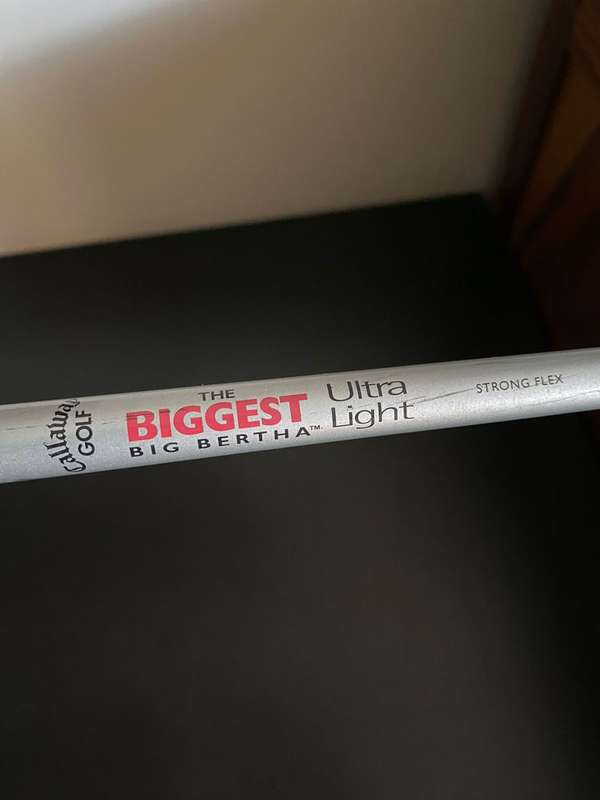 Callaway
GOLF
THE
BIGGEST
BIG BERTHA™
Ultra
Light
STRONG FLEX